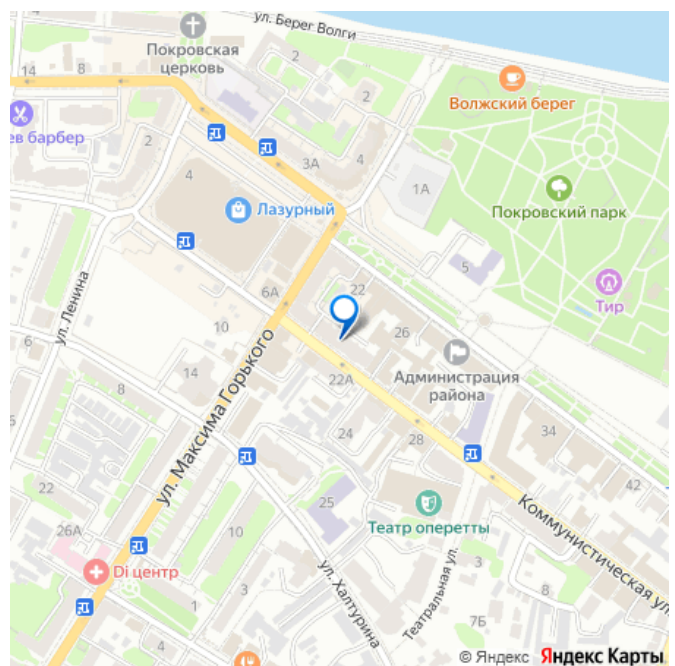 ул. Берег Волги
Покровская
церковь
14
8
2
2
Волжский берег
ев барбер
2
3А
4
4
1А
Лазурный
Покровский парк
5
ул. Ленина
6А
22
Тир
10
26
14
ул. Максима Горького
Администрация
района
6
8
22А
24
28
34
22
25
42
26А
10
Театр оперетты
Коммунистическая ул.
Di центр
ул. Халтурина
Театральная ул.
3
8
1
4
7Б
© Яндекс Яндекс Карты